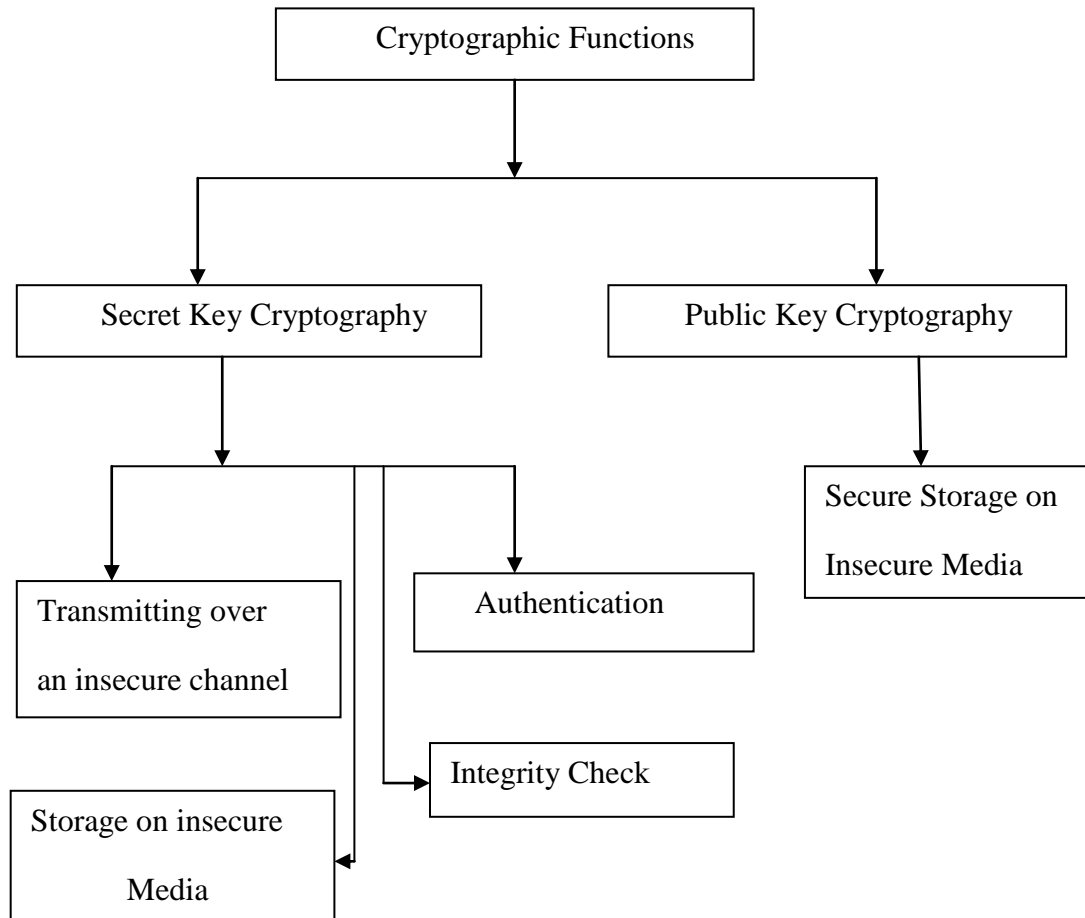 Cryptographic Functions
Secret Key Cryptography
Public Key Cryptography
Secure Storage on
Insecure Media
Transmitting over
an insecure channel
Authentication
Integrity Check
Storage on insecure
Media